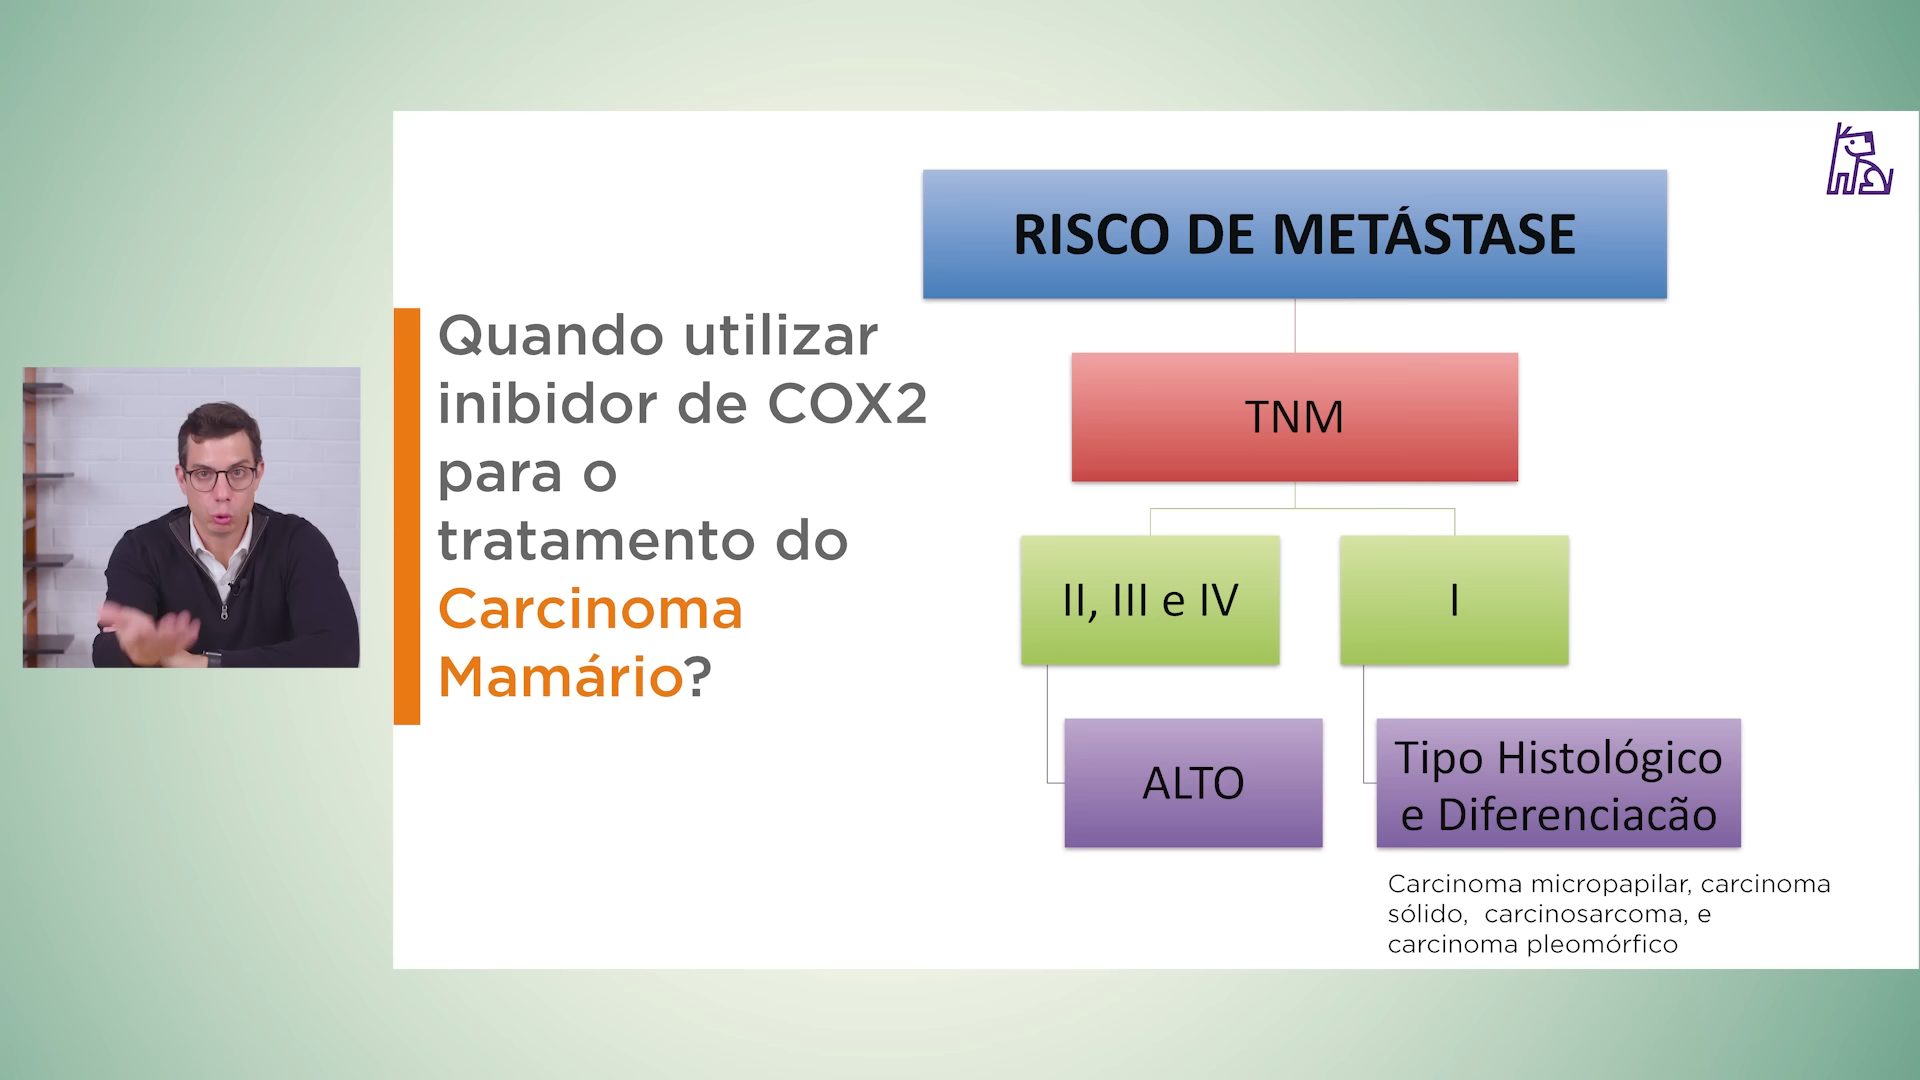 Quando utilizar
inibidor de COX2
para o
tratamento do
Carcinoma
Mamário?
RISCO DE METÁSTASE
TNM
II, III e IV
I
ALTO
Tipo Histológico
e Diferenciacão
Carcinoma micropapilar, carcinoma
sólido, carcinosarcoma, e
carcinoma pleomórfico